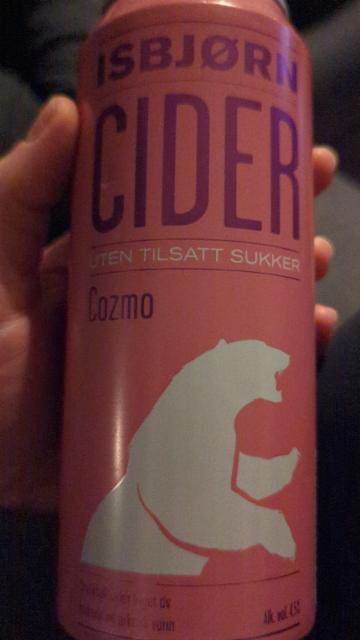 ISBJØRN
CIDER
UTEN TILSATT SUKKER
Cozmo
Alk. vol. 4,5%